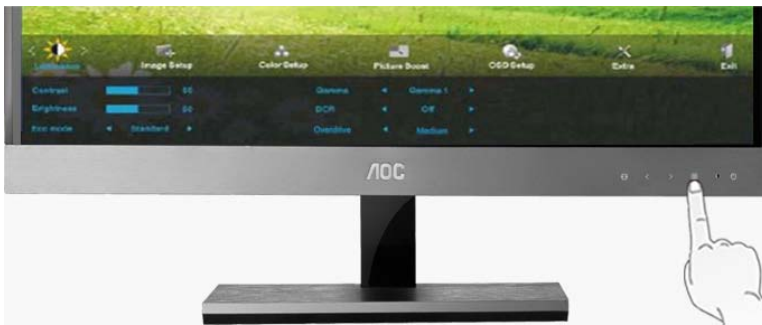 Luminance Image Setup Color Setup Picture Boost OSD Setup Extra Exit
Contrast 50 Gamma Gamma 1
Brightness 50 DCR Off
Eco mode Standard Overdrive Medium
AOC